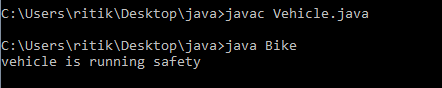 C:\Users\ritik\Desktop\java>javac Vehicle.java
C:\Users\ritik\Desktop\java>java Bike
vehicle is running safety